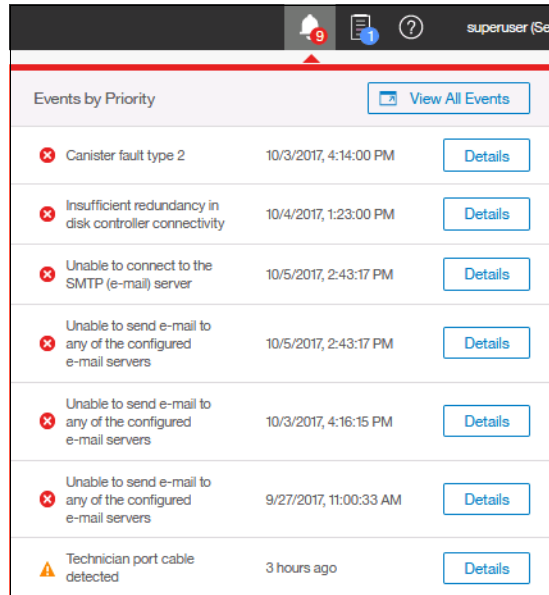 9
1
?
superuser (Se
Events by Priority
View All Events
Canister fault type 2
10/3/2017, 4:14:00 PM
Details
Insufficient redundancy in
disk controller connectivity
10/4/2017, 1:23:00 PM
Details
Unable to connect to the
SMTP (e-mail) server
10/5/2017, 2:43:17 PM
Details
Unable to send e-mail to
any of the configured
e-mail servers
10/5/2017, 2:43:17 PM
Details
Unable to send e-mail to
any of the configured
e-mail servers
10/3/2017, 4:16:15 PM
Details
Unable to send e-mail to
any of the configured
e-mail servers
9/27/2017, 11:00:33 AM
Details
Technician port cable
detected
3 hours ago
Details